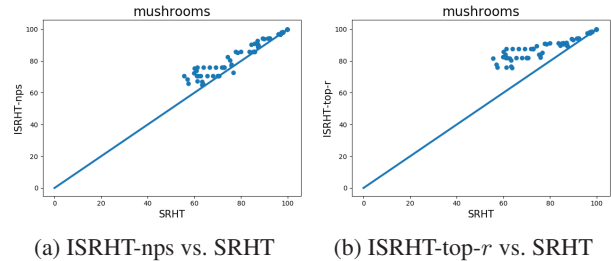 mushrooms
100
80
60
40
20
0
ISRHT-nps
0 20 40 60 80 100
SRHT
(a) ISRHT-nps vs. SRHT
mushrooms
100
80
60
40
20
0
ISRHT-top-r
0 20 40 60 80 100
SRHT
(b) ISRHT-top-r vs. SRHT